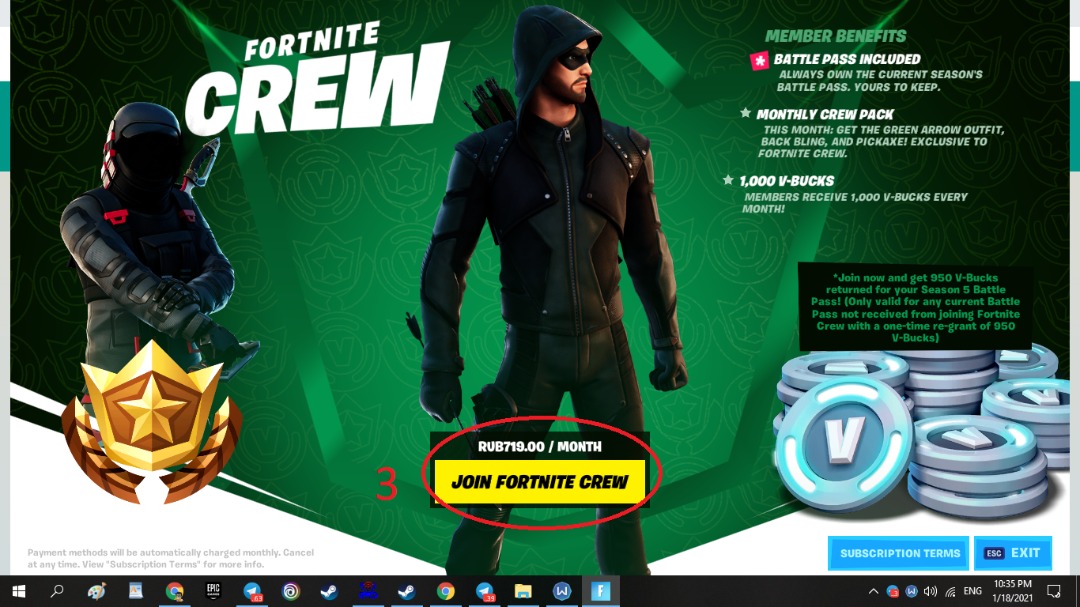 FORTNITE
CREW
MEMBER BENEFITS
* BATTLE PASS INCLUDED
ALWAYS OWN THE CURRENT SEASON'S
BATTLE PASS. YOURS TO KEEP.
MONTHLY CREW PACK
THIS MONTH: GET THE GREEN ARROW OUTFIT,
BACK BLING, AND PICKAXE! EXCLUSIVE TO
FORTNITE CREW.
1,000 V-BUCKS
MEMBERS RECEIVE 1,000 V-BUCKS EVERY
MONTH!
*Join now and get 950 V-Bucks
returned for your Season 5 Battle
Pass! (Only valid for any current Battle
Pass not received from joining Fortnite
Crew with a one-time re-grant of 950
V-Bucks)
V
RUB719.00 / MONTH
3
JOIN FORTNITE CREW
Payment methods will be automatically charged monthly. Cancel
at any time. View "Subscription Terms" for more info.
SUBSCRIPTION TERMS
ESC EXIT
EPIC
GAMES
63
39
W
F
W
ENG
10:35 PM
1/18/2021